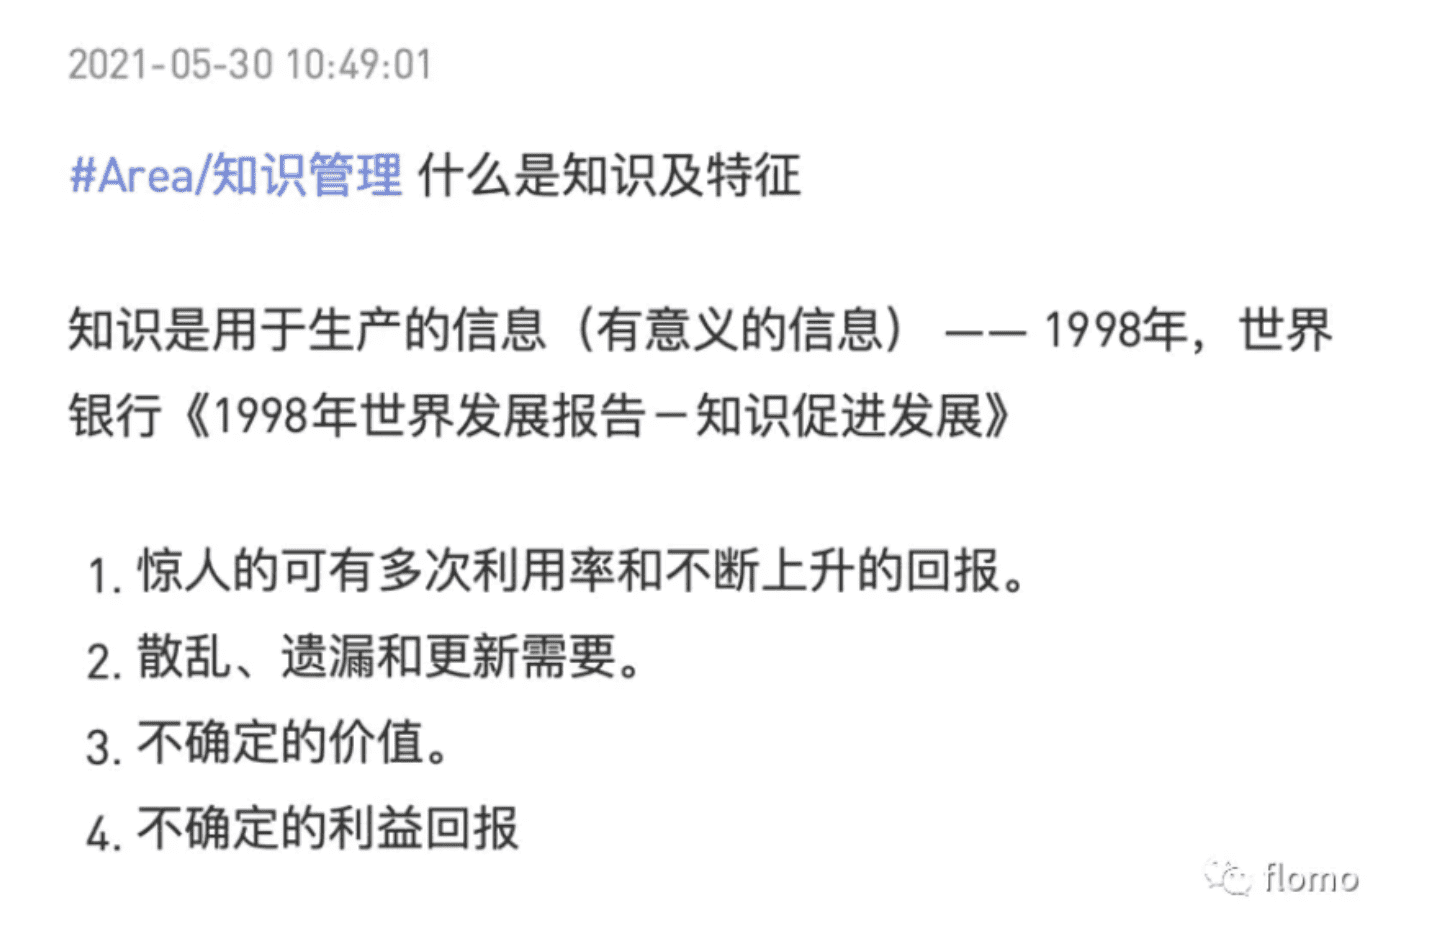 2021-05-30 10:49:01
#Area/知识管理 什么是知识及特征
知识是用于生产的信息（有意义的信息） —— 1998年，世界
银行《1998年世界发展报告－知识促进发展》
1. 惊人的可有多次利用率和不断上升的回报。
2. 散乱、遗漏和更新需要。
3. 不确定的价值。
4. 不确定的利益回报
flomo